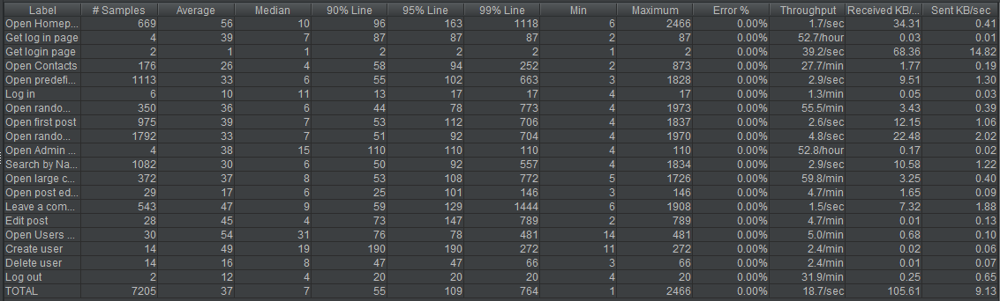 Label # Samples Average Median 90% Line 95% Line 99% Line Min Maximum Error % Throughput Received KB/... Sent KB/sec
Open Homep... 669 56 10 96 163 1118 6 2466 0.00% 1.7/sec 34.31 0.41
Get log in page 4 39 7 87 87 87 2 87 0.00% 52.7/hour 0.03 0.01
Get login page 2 1 1 2 2 2 1 2 0.00% 39.2/sec 68.36 14.82
Open Contacts 176 26 4 58 94 252 2 873 0.00% 27.7/min 1.77 0.19
Open predefi... 1113 33 6 55 102 663 3 1828 0.00% 2.9/sec 9.51 1.30
Log in 6 10 11 13 17 17 4 17 0.00% 1.3/min 0.05 0.03
Open rando... 350 36 6 44 78 773 4 1973 0.00% 55.5/min 3.43 0.39
Open first post 975 39 7 53 112 706 4 1837 0.00% 2.6/sec 12.15 1.06
Open rando... 1792 33 7 51 92 704 4 1970 0.00% 4.8/sec 22.48 2.02
Open Admin ... 4 38 15 110 110 110 4 110 0.00% 52.8/hour 0.17 0.02
Search by Na... 1082 30 6 50 92 557 4 1834 0.00% 2.9/sec 10.58 1.22
Open large c... 372 37 8 53 108 772 5 1726 0.00% 59.8/min 3.25 0.40
Open post ed... 29 17 6 25 101 146 3 146 0.00% 4.7/min 1.65 0.09
Leave a com... 543 47 9 59 129 1444 6 1908 0.00% 1.5/sec 7.32 1.88
Edit post 28 45 4 73 147 789 2 789 0.00% 4.7/min 0.01 0.13
Open Users ... 30 54 31 76 78 481 14 481 0.00% 5.0/min 0.68 0.10
Create user 14 49 19 190 190 272 11 272 0.00% 2.4/min 0.02 0.06
Delete user 14 16 8 47 47 66 3 66 0.00% 2.4/min 0.01 0.07
Log out 2 12 4 20 20 20 4 20 0.00% 31.9/min 0.25 0.65
TOTAL 7205 37 7 55 109 764 1 2466 0.00% 18.7/sec 105.61 9.13